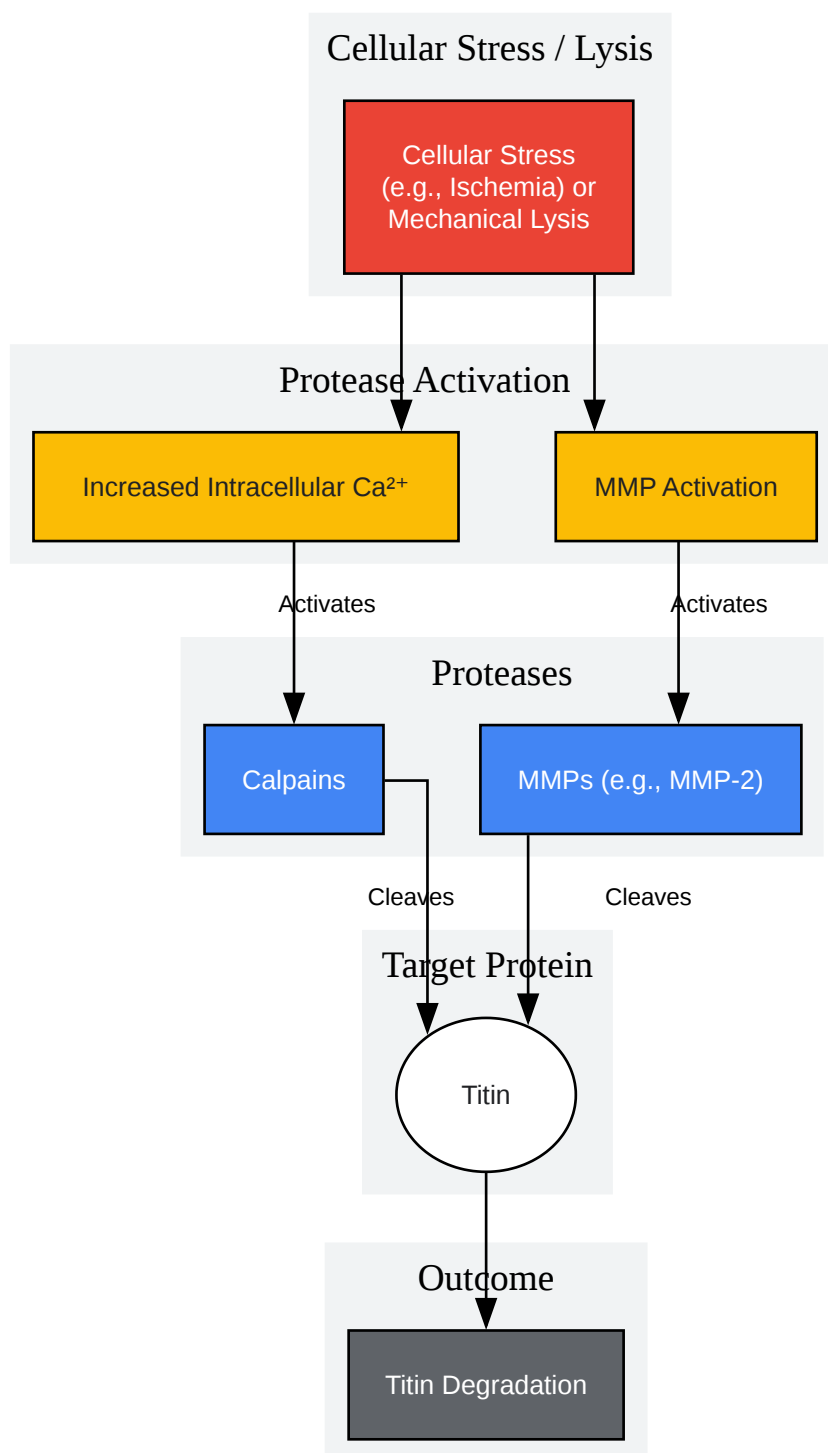 Cellular Stress / Lysis
Cellular Stress
(e.g., Ischemia) or
Mechanical Lysis
Protease Activation
Increased Intracellular Ca²⁺
MMP Activation
Activates
Activates
Proteases
Calpains
MMPs (e.g., MMP-2)
Cleaves
Cleaves
Target Protein
Titin
Outcome
Titin Degradation